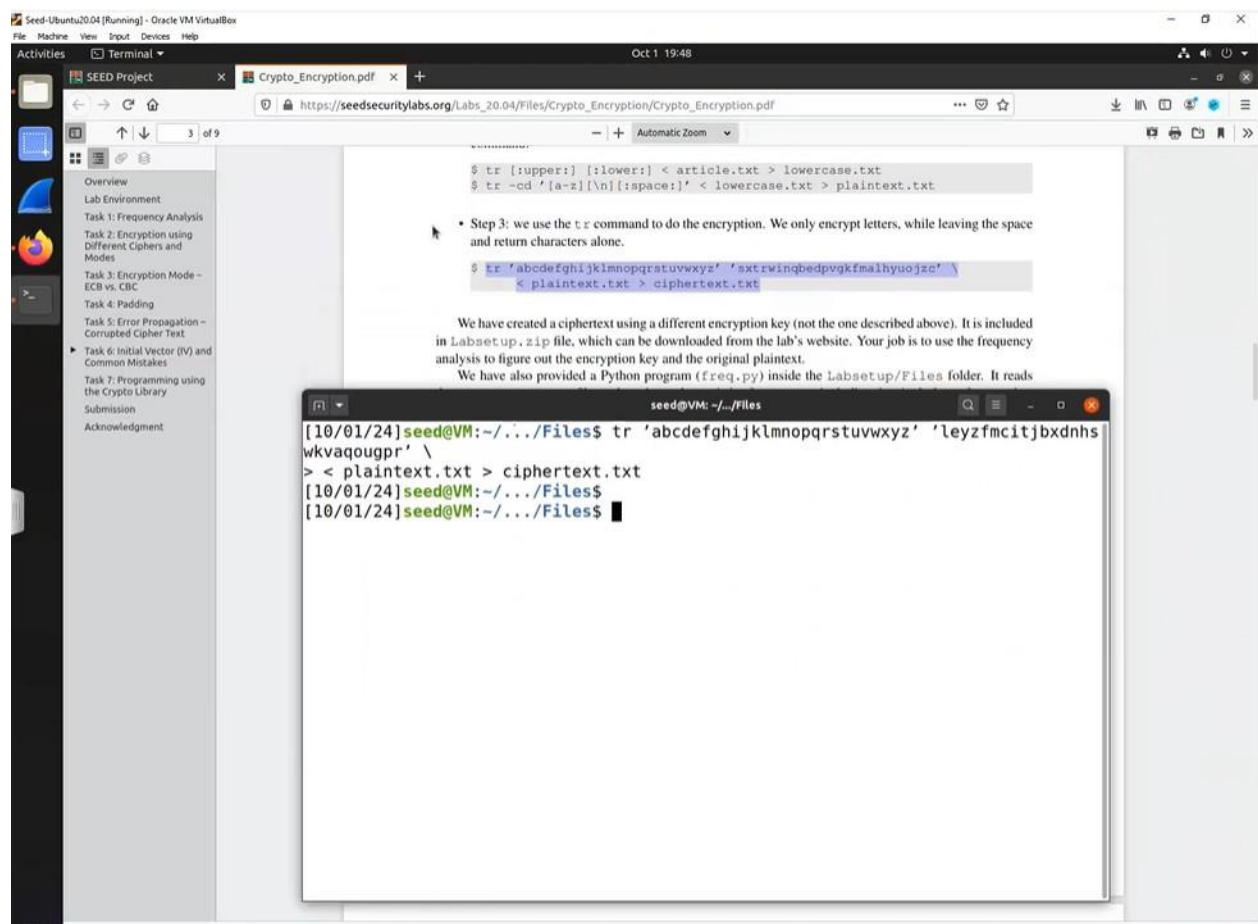 Seed-Ubuntu20.04 [Running] - Oracle VM VirtualBox
File Machine View Input Devices Help
Activities Terminal Oct 1 19:48
SEED Project
Crypto_Encryption.pdf
https://seedsecuritylabs.org/Labs_20.04/Files/Crypto_Encryption/Crypto_Encryption.pdf
3 of 9
Automatic Zoom
Overview
Lab Environment
Task 1: Frequency Analysis
Task 2: Encryption using
Different Ciphers and
Modes
Task 3: Encryption Mode –
ECB vs. CBC
Task 4: Padding
Task 5: Error Propagation –
Corrupted Cipher Text
Task 6: Initial Vector (IV) and
Common Mistakes
Task 7: Programming using
the Crypto Library
Submission
Acknowledgment
$ tr [:upper:] [:lower:] < article.txt > lowercase.txt
$ tr -cd '[a-z][\n][:space:]' < lowercase.txt > plaintext.txt
• Step 3: we use the tr command to do the encryption. We only encrypt letters, while leaving the space
and return characters alone.
$ tr 'abcdefghijklmnopqrstuvwxyz' 'sxtrwinqbedpvgkfmalhyuojzc' \
< plaintext.txt > ciphertext.txt
We have created a ciphertext using a different encryption key (not the one described above). It is included
in Labsetup.zip file, which can be downloaded from the lab's website. Your job is to use the frequency
analysis to figure out the encryption key and the original plaintext.
We have also provided a Python program (freq.py) inside the Labsetup/Files folder. It reads
seed@VM: ~/.../Files
[10/01/24]seed@VM:~/.../Files$ tr 'abcdefghijklmnopqrstuvwxyz' 'leyzfmcitjbxdnhs
wkvaqougpr' \
> < plaintext.txt > ciphertext.txt
[10/01/24]seed@VM:~/.../Files$
[10/01/24]seed@VM:~/.../Files$